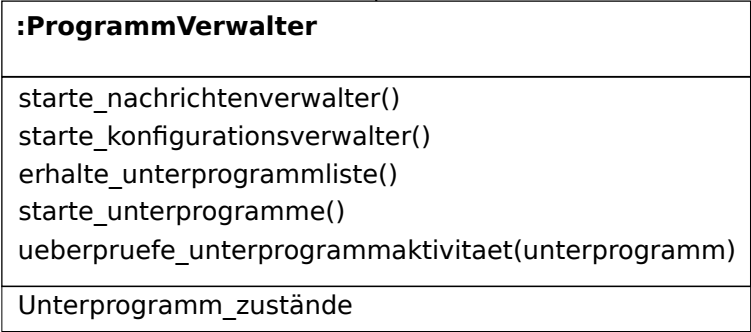 :ProgrammVerwalter
starte_nachrichtenverwalter()
starte_konfigurationsverwalter()
erhalte_unterprogrammliste()
starte_unterprogramme()
ueberpruefe_unterprogrammaktivitaet(unterprogramm)
Unterprogramm_zustände